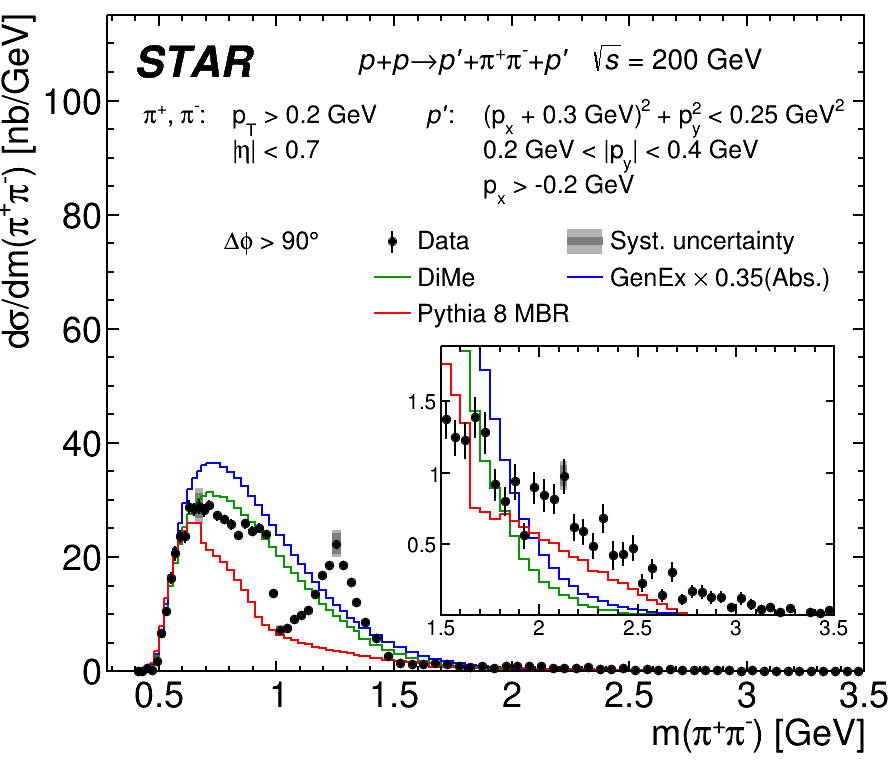 STAR p+p→p′+π⁺π⁻+p′ √s = 200 GeV
π⁺, π⁻: p_T > 0.2 GeV p′: (p_x + 0.3 GeV)² + p_y² < 0.25 GeV²
|η| < 0.7 0.2 GeV < |p_y| < 0.4 GeV
p_x > -0.2 GeV
Δϕ > 90° Data Syst. uncertainty
DiMe GenEx × 0.35(Abs.)
Pythia 8 MBR
dσ/dm(π⁺π⁻) [nb/GeV]
100
80
60
40
20
0
1.5
1
0.5
1.5 2 2.5 3 3.5
0.5 1 1.5 2 2.5 3 3.5
m(π⁺π⁻) [GeV]